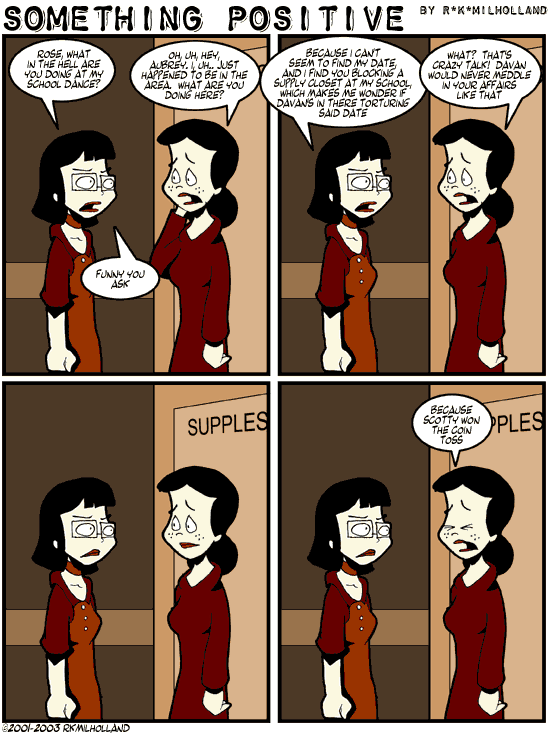 SOMETHING POSITIVE BY R*K*MILHOLLAND
ROSE, WHAT
IN THE HELL ARE
YOU DOING AT MY
SCHOOL DANCE?
OH, UH, HEY,
AUBREY. I, UH.. JUST
HAPPENED TO BE IN THE
AREA. WHAT ARE YOU
DOING HERE?
FUNNY YOU
ASK
BECAUSE I CAN'T
SEEM TO FIND MY DATE,
AND I FIND YOU BLOCKING A
SUPPLY CLOSET AT MY SCHOOL,
WHICH MAKES ME WONDER IF
DAVAN'S IN THERE TORTURING
SAID DATE
WHAT? THAT'S
CRAZY TALK! DAVAN
WOULD NEVER MEDDLE
IN YOUR AFFAIRS
LIKE THAT
SUPPLES
BECAUSE
SCOTTY WON
THE COIN
TOSS
PPLES
©2001-2003 RKMILHOLLAND